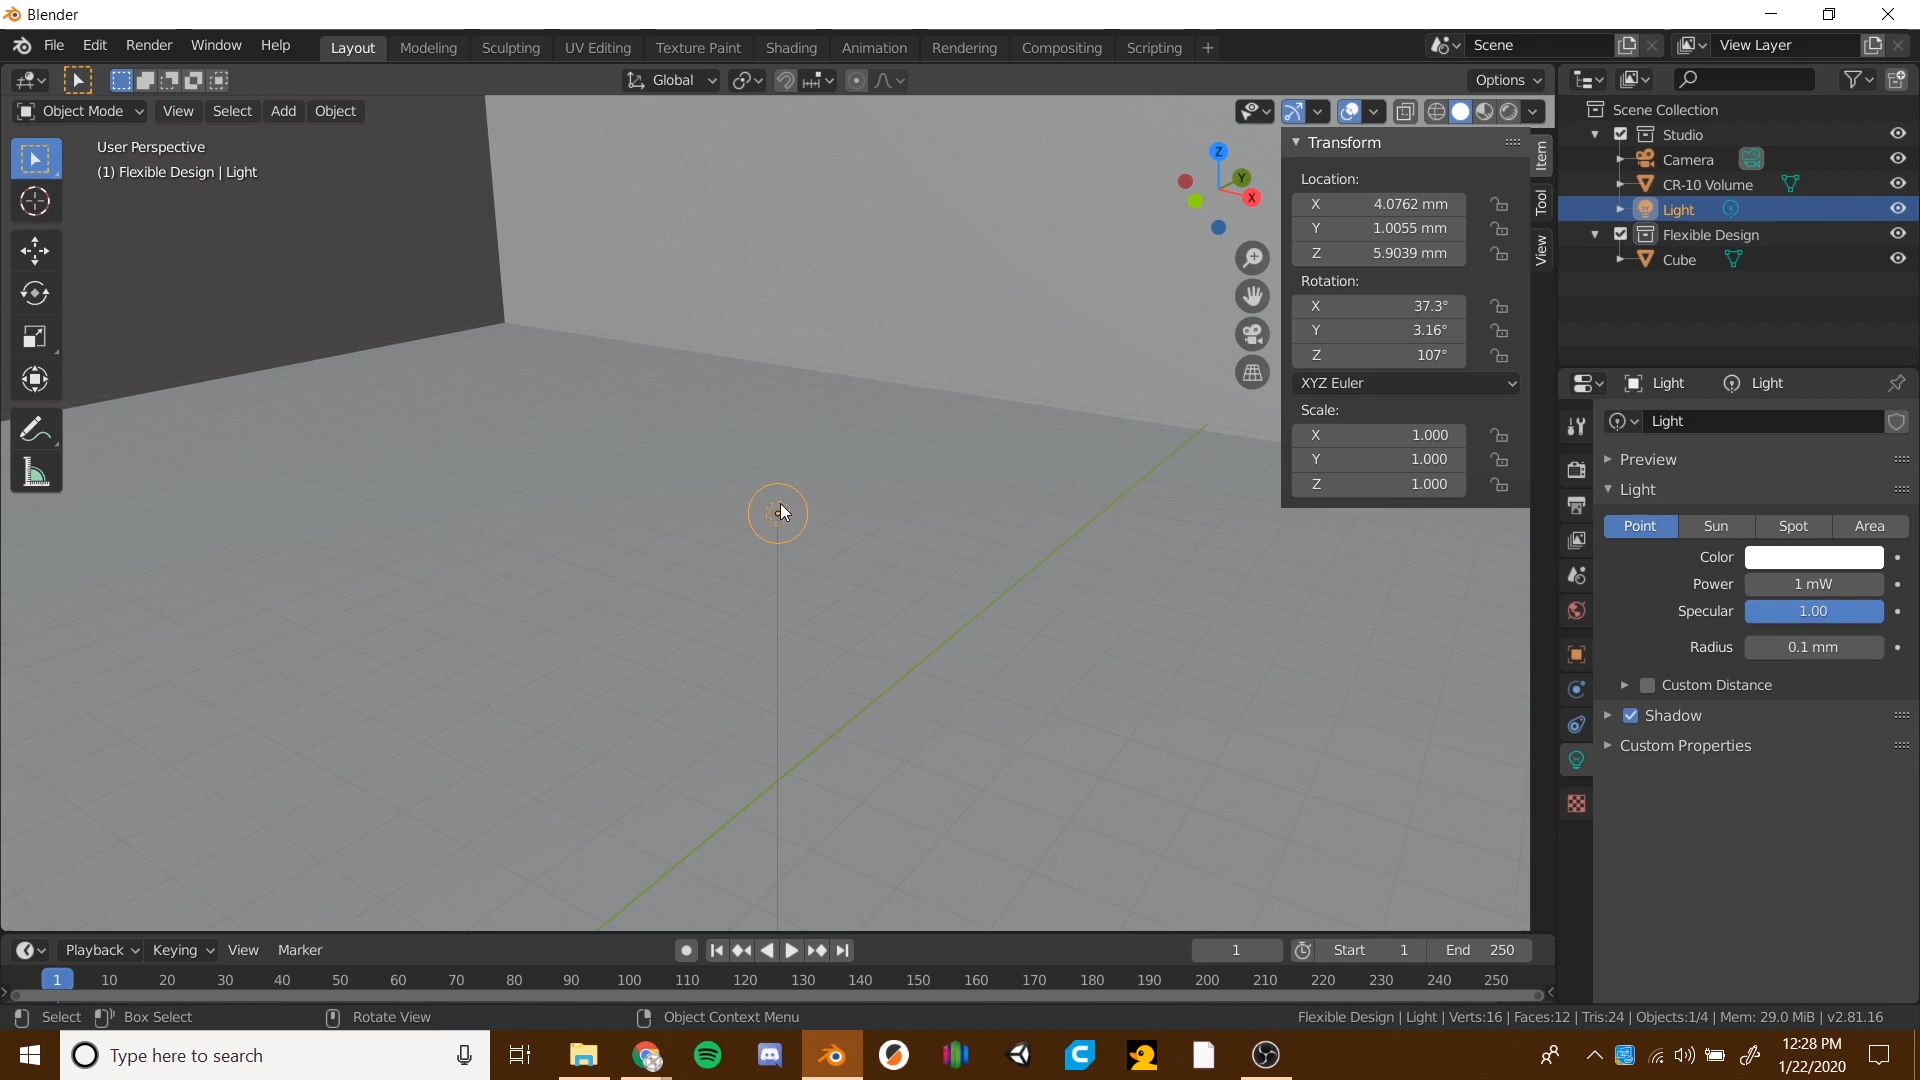 Blender
File Edit Render Window Help Layout Modeling Sculpting UV Editing Texture Paint Shading Animation Rendering Compositing Scripting + Scene View Layer
Global Options
Object Mode View Select Add Object
User Perspective
(1) Flexible Design | Light
Z
Y
X
Transform
Location:
X 4.0762 mm
Y 1.0055 mm
Z 5.9039 mm
Rotation:
X 37.3°
Y 3.16°
Z 107°
XYZ Euler
Scale:
X 1.000
Y 1.000
Z 1.000
Item
Tool
View
Scene Collection
Studio
Camera
CR-10 Volume
Light
Flexible Design
Cube
Light Light
Light
Preview
Light
Point Sun Spot Area
Color
Power 1 mW
Specular 1.00
Radius 0.1 mm
Custom Distance
Shadow
Custom Properties
Playback Keying View Marker 1 Start 1 End 250
1 10 20 30 40 50 60 70 80 90 100 110 120 130 140 150 160 170 180 190 200 210 220 230 240 250
Select Box Select Rotate View Object Context Menu Flexible Design | Light | Verts:16 | Faces:12 | Tris:24 | Objects:1/4 | Mem: 29.0 MiB | v2.81.16
Type here to search
12:28 PM
1/22/2020